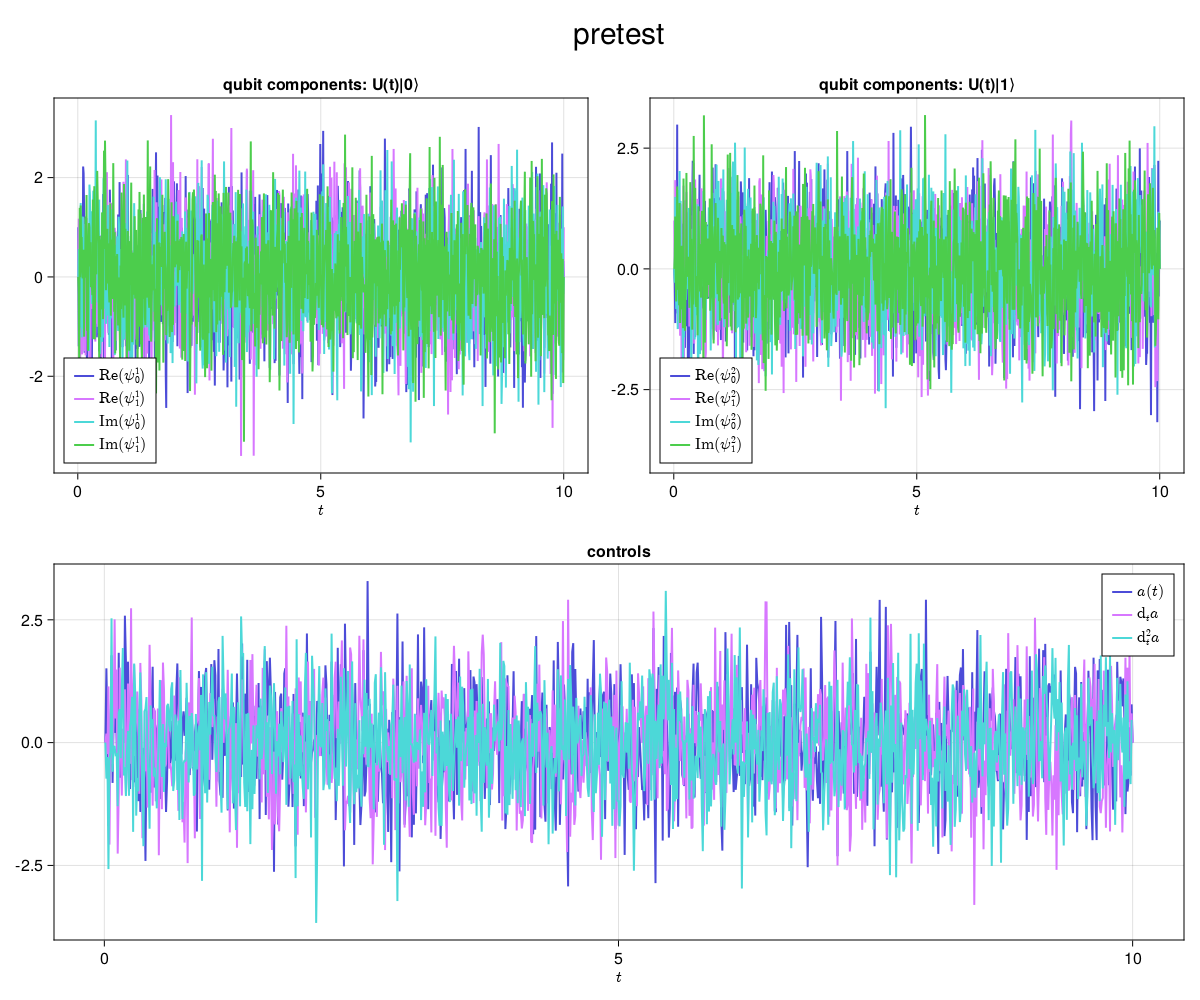 pretest
qubit components: U(t)|0⟩
2
0
-2
Re(ψ₀¹)
Re(ψ₁¹)
Im(ψ₀¹)
Im(ψ₁¹)
0 5 10
t
qubit components: U(t)|1⟩
2.5
0.0
-2.5
Re(ψ₀²)
Re(ψ₁²)
Im(ψ₀²)
Im(ψ₁²)
0 5 10
t
controls
2.5
0.0
-2.5
a(t)
dₜa
dₜ²a
0 5 10
t